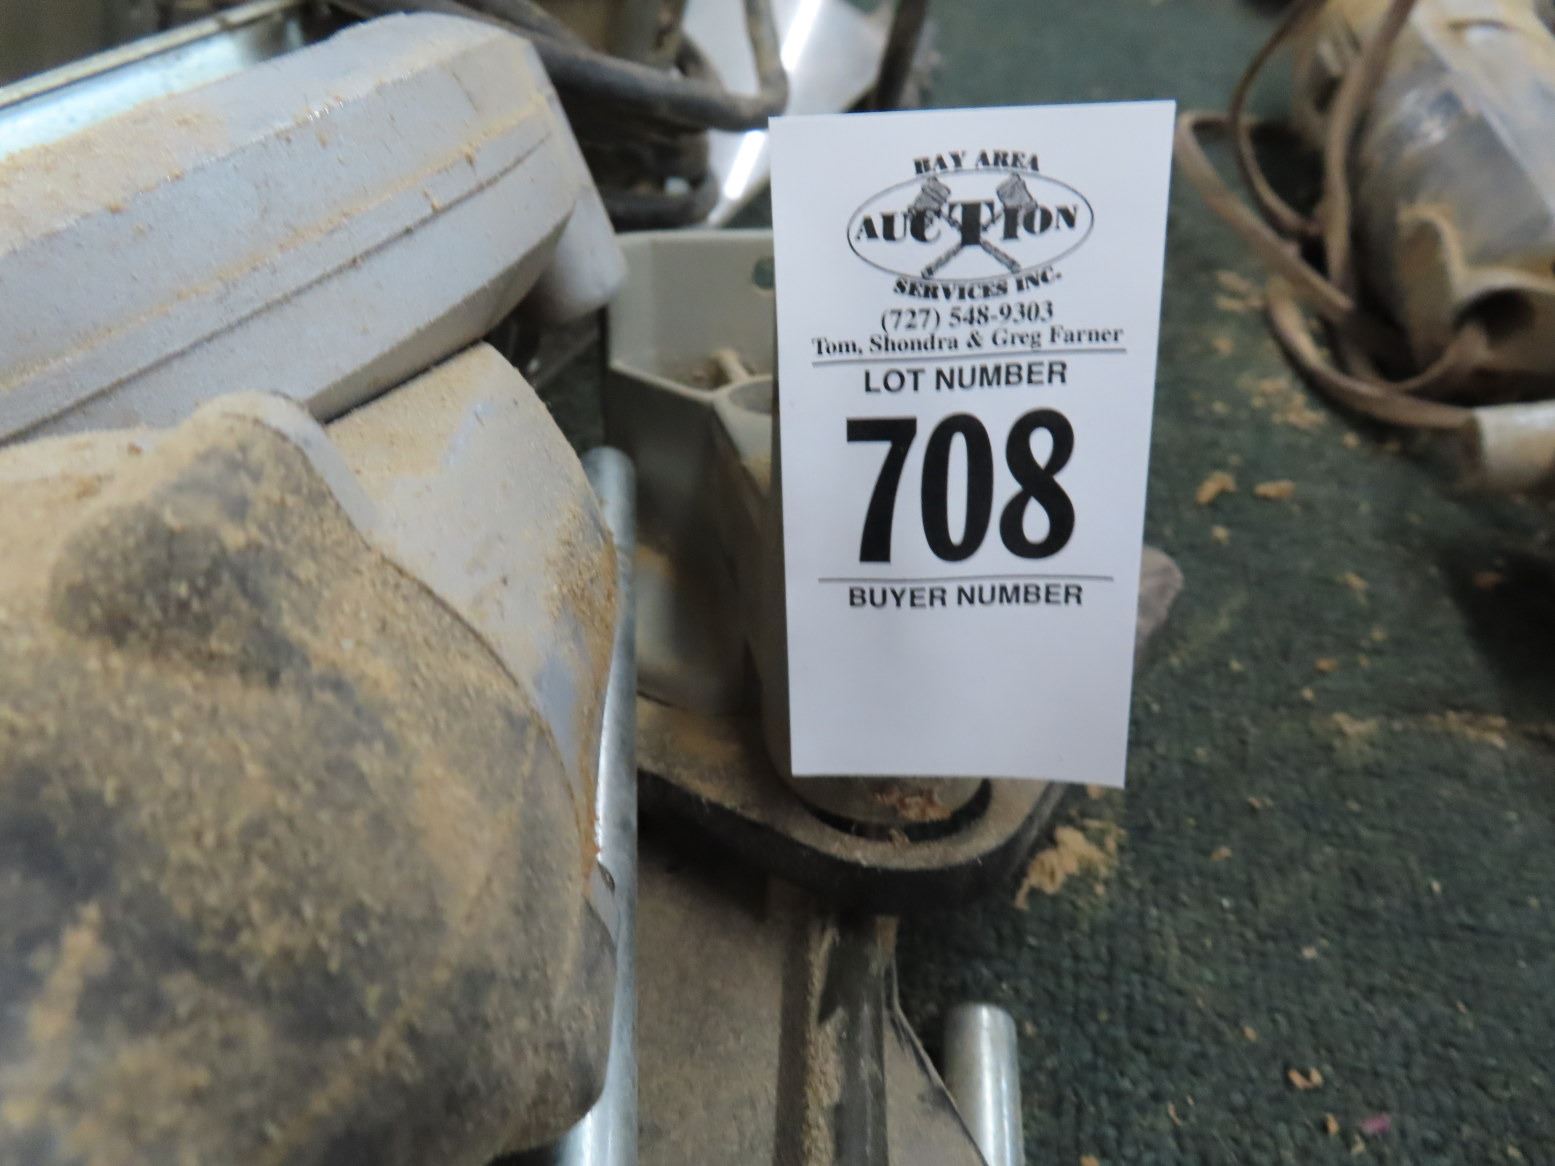 BAY AREA
AUCTION
SERVICES INC.
(727) 548-9303
Tom, Shondra & Greg Farner
LOT NUMBER
708
BUYER NUMBER